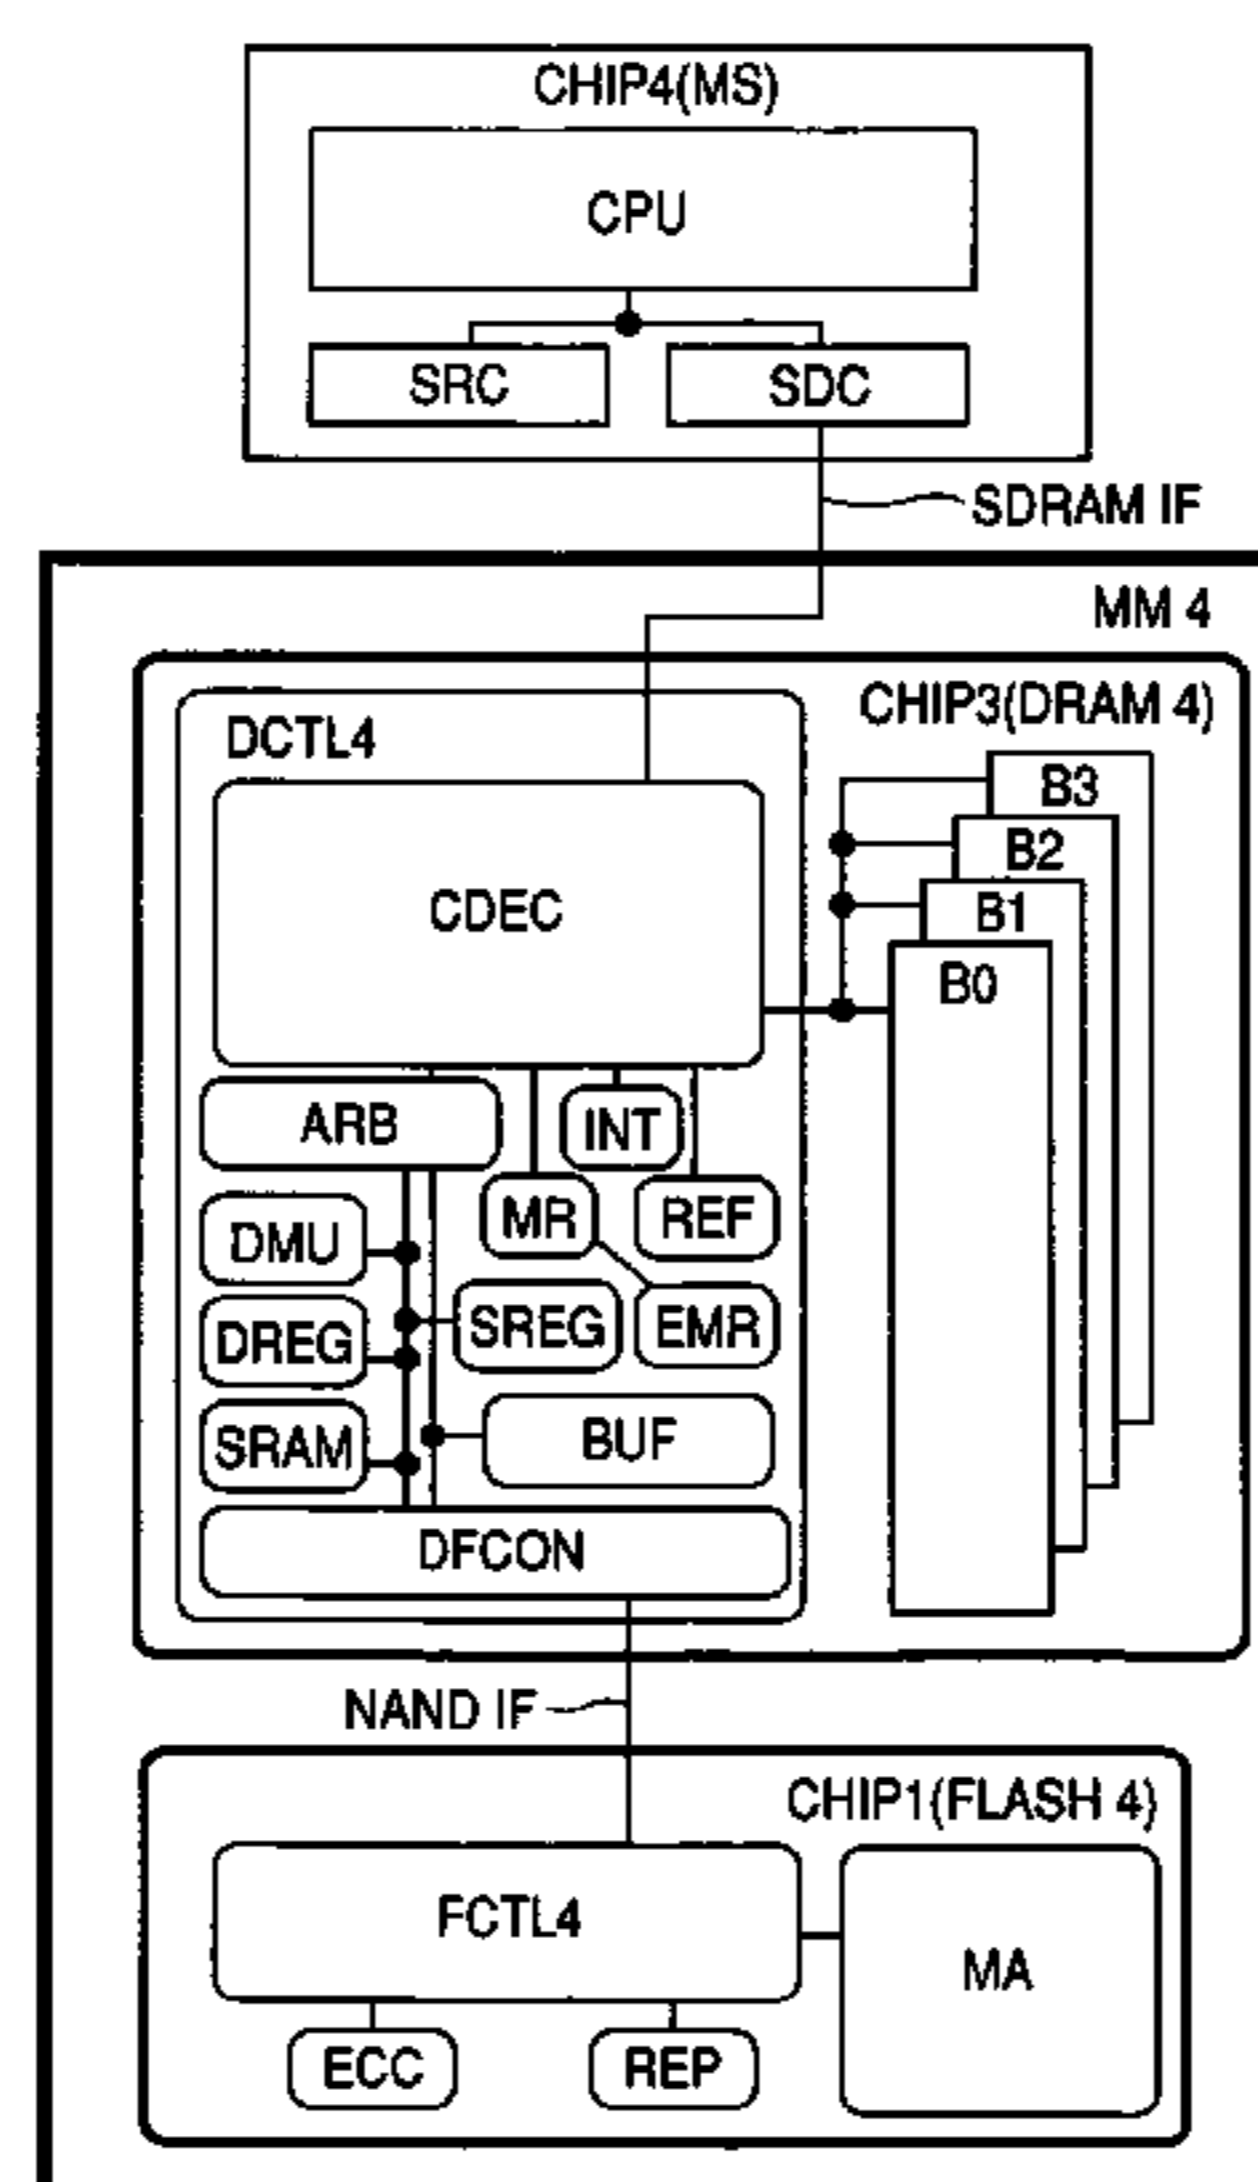 CHIP4(MS)
CPU
SRC
SDC
SDRAM IF
MM 4
CHIP3(DRAM 4)
DCTL4
B3
B2
B1
B0
CDEC
ARB
INT
MR
REF
DMU
SREG
EMR
DREG
BUF
SRAM
DFCON
NAND IF
CHIP1(FLASH 4)
FCTL4
MA
ECC
REP